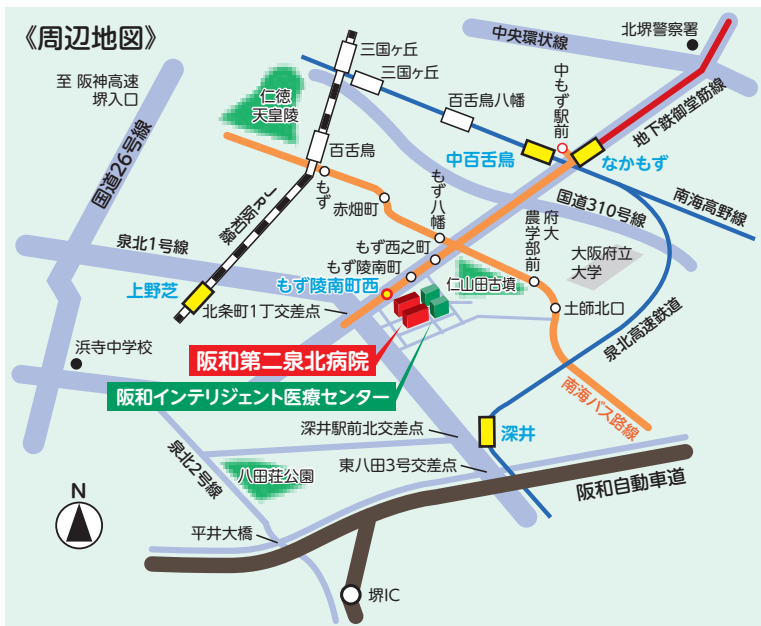 《周辺地図》
三国ヶ丘
三国ヶ丘
中央環状線
北堺警察署
至 阪神高速
堺入口
仁徳
天皇陵
百舌鳥八幡
中もず駅前
地下鉄御堂筋線
国道26号線
百舌鳥
中百舌鳥
なかもず
もず
JR阪和線
赤畑町
もず八幡
国道310号線
南海高野線
泉北1号線
もず西之町
府大
農学部前
大阪府立
大学
もず陵南町
上野芝
もず陵南町西
仁山田古墳
北条町1丁交差点
土師北口
泉北高速鉄道
浜寺中学校
阪和第二泉北病院
阪和インテリジェント医療センター
南海バス路線
深井駅前北交差点
深井
泉北2号線
八田荘公園
東八田3号交差点
阪和自動車道
N
平井大橋
堺IC